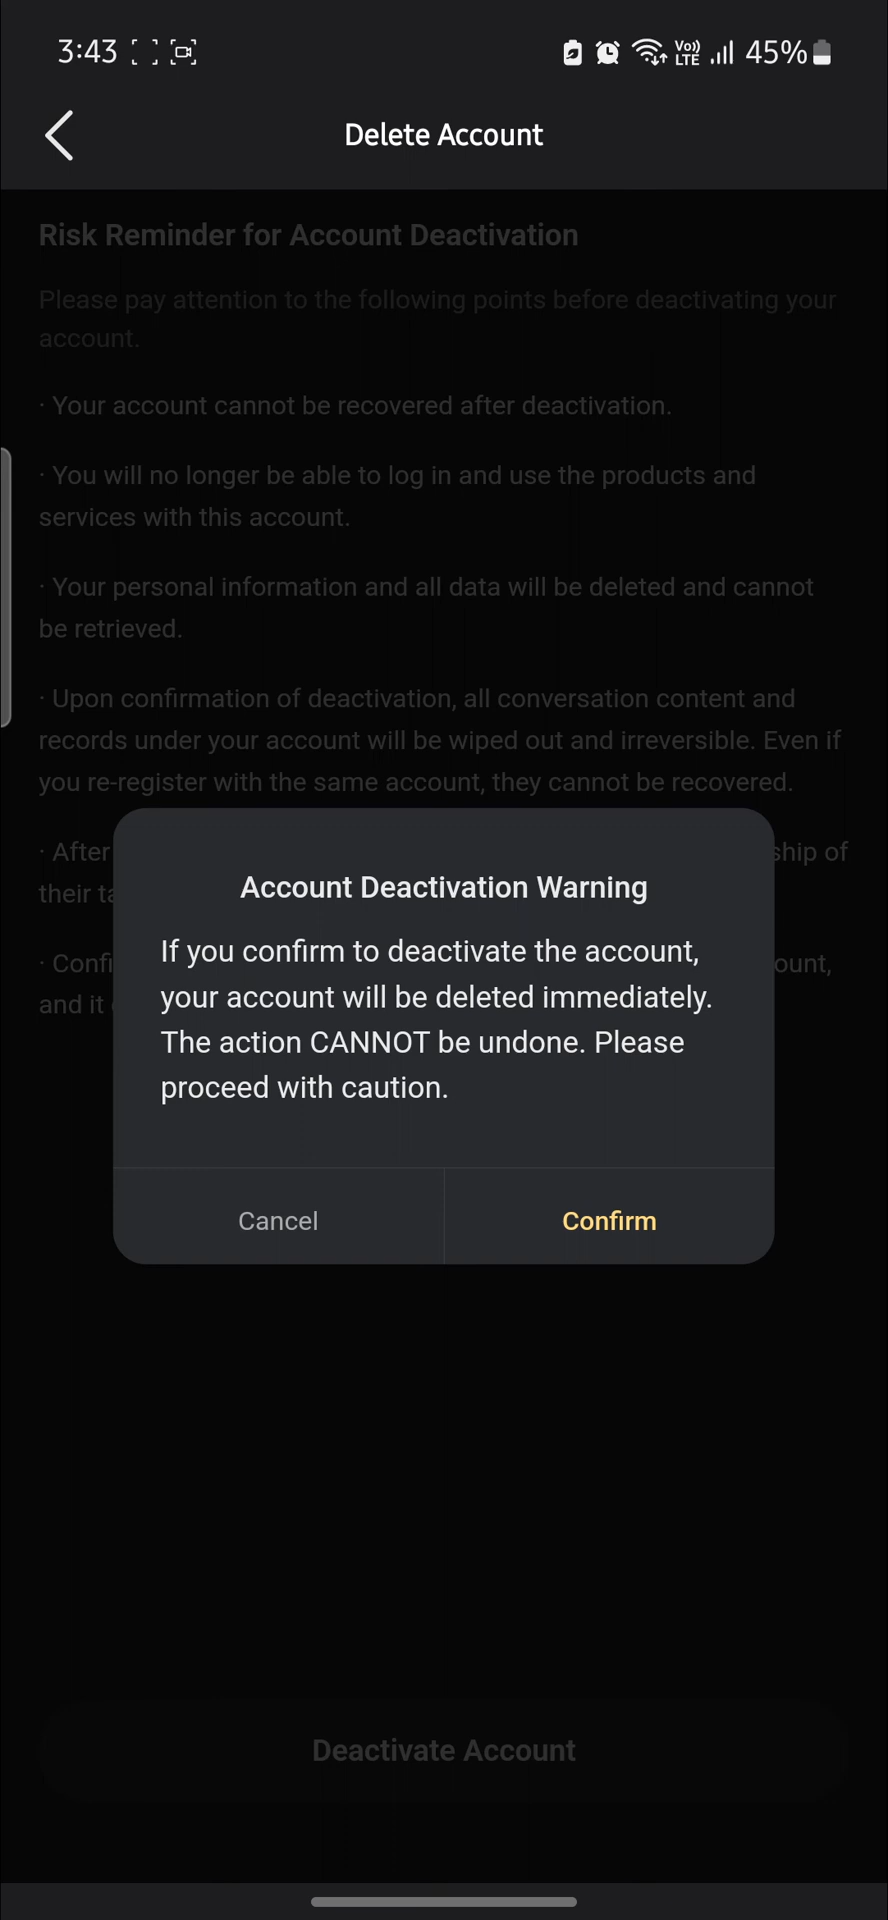 3:43
Vo)) LTE
45%
Delete Account
Risk Reminder for Account Deactivation
Please pay attention to the following points before deactivating your
account.
· Your account cannot be recovered after deactivation.
· You will no longer be able to log in and use the products and
services with this account.
· Your personal information and all data will be deleted and cannot
be retrieved.
· Upon confirmation of deactivation, all conversation content and
records under your account will be wiped out and irreversible. Even if
you re-register with the same account, they cannot be recovered.
· After of
their
and it
Account Deactivation Warning
If you confirm to deactivate the account,
your account will be deleted immediately.
The action CANNOT be undone. Please
proceed with caution.
Cancel
Confirm
Deactivate Account